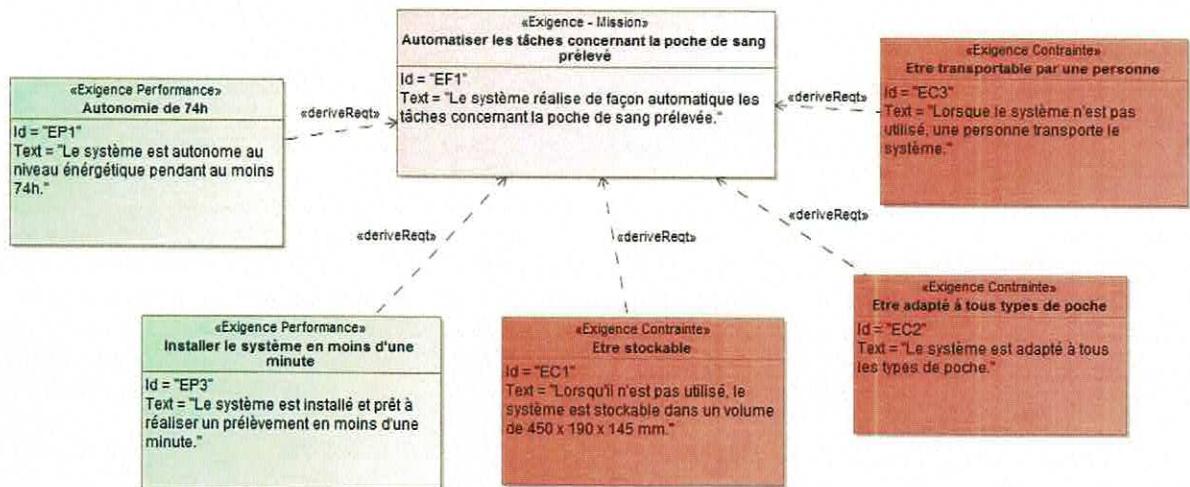 «Exigence - Mission»
Automatiser les tâches concernant la poche de sang
prélevé
Id = "EF1"
Text = "Le système réalise de façon automatique les
tâches concernant la poche de sang prélevée."
«Exigence Performance»
Autonomie de 74h
Id = "EP1"
Text = "Le système est autonome au
niveau énérgétique pendant au moins
74h."
«deriveReqt»
«deriveReqt»
«Exigence Contrainte»
Etre transportable par une personne
Id = "EC3"
Text = "Lorsque le système n'est pas
utilisé, une personne transporte le
système."
«deriveReqt»
«deriveReqt»
«deriveReqt»
«Exigence Performance»
Installer le système en moins d'une
minute
Id = "EP3"
Text = "Le système est installé et prêt à
réaliser un prélèvement en moins d'une
minute."
«Exigence Contrainte»
Etre stockable
Id = "EC1"
Text = "Lorsqu'il n'est pas utilisé, le
système est stockable dans un volume
de 450 x 190 x 145 mm."
«Exigence Contrainte»
Etre adapté á tous types de poche
Id = "EC2"
Text = "Le système est adapté à tous
les types de poche."